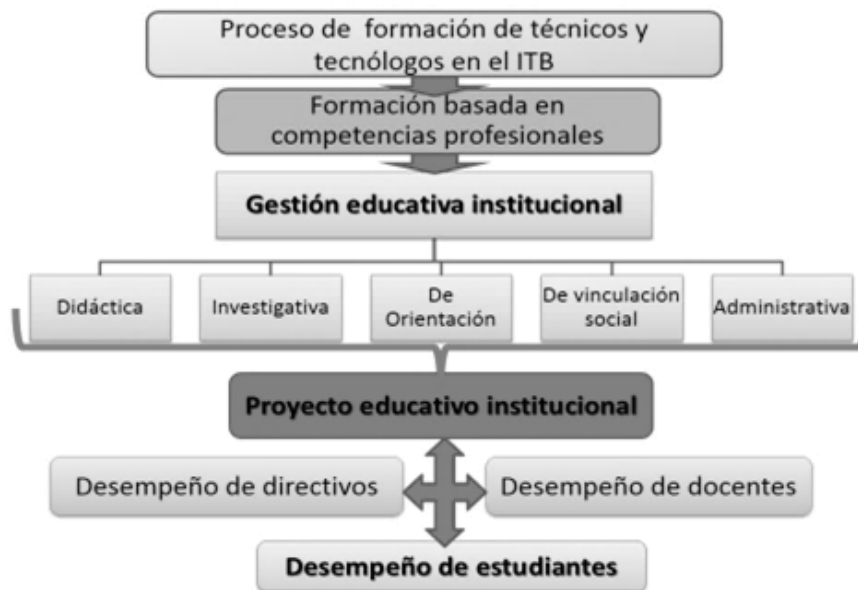 Proceso de formación de técnicos y
tecnólogos en el ITB
Formación basada en
competencias profesionales
Gestión educativa institucional
Didáctica
Investigativa
De
Orientación
De vinculación
social
Administrativa
Proyecto educativo institucional
Desempeño de directivos
Desempeño de docentes
Desempeño de estudiantes